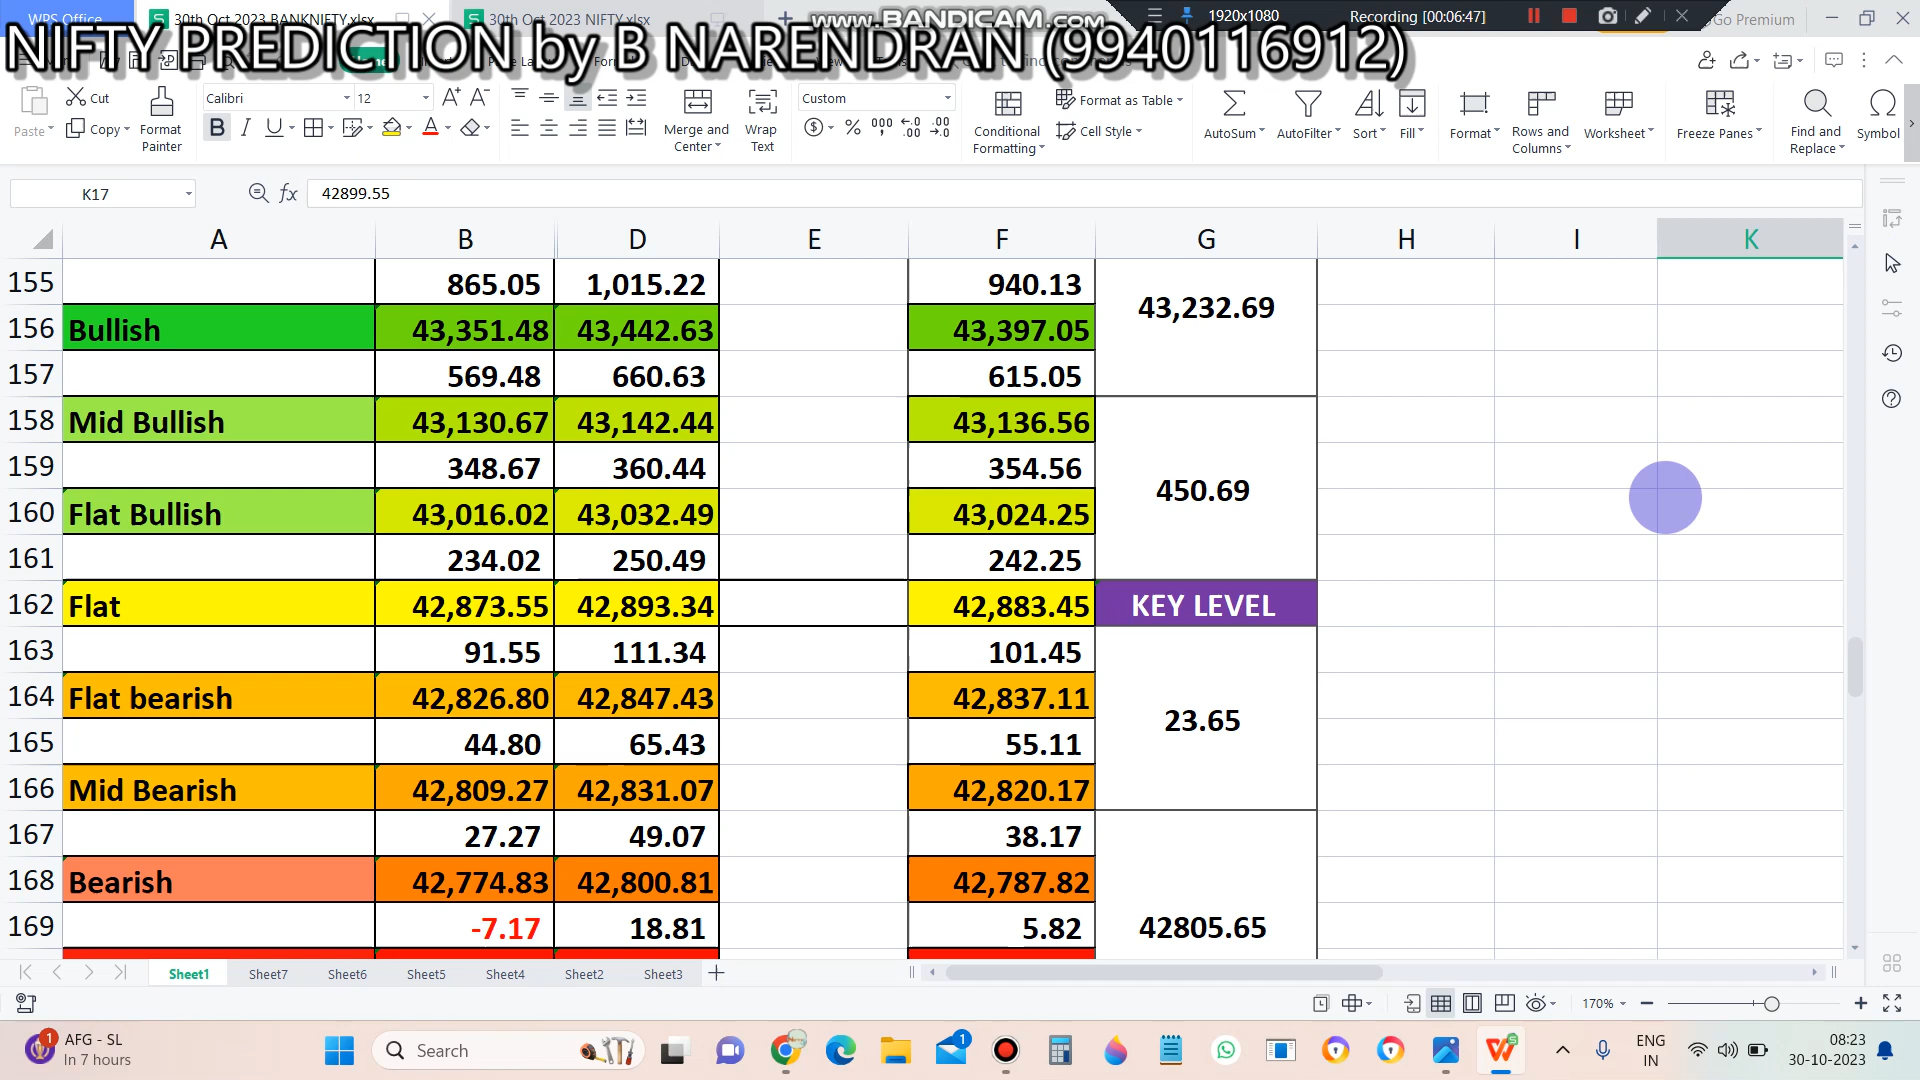 WPS Office
30th Oct 2023 BANKNIFTY.xlsx
30th Oct 2023 NIFTY.xlsx
www.BANDICAM.com
1920x1080
Recording [00:06:47]
Go Premium
NIFTY PREDICTION by B NARENDRAN (9940116912)
Paste
Cut
Copy
Format Painter
Calibri
12
Merge and Center
Wrap Text
Custom
Conditional Formatting
Format as Table
Cell Style
AutoSum
AutoFilter
Sort
Fill
Format
Rows and Columns
Worksheet
Freeze Panes
Find and Replace
Symbol
K17
fx
42899.55
A B D E F G H I K
155 865.05 1,015.22 940.13
43,232.69
156 Bullish 43,351.48 43,442.63 43,397.05
157 569.48 660.63 615.05
158 Mid Bullish 43,130.67 43,142.44 43,136.56
159 348.67 360.44 354.56
450.69
160 Flat Bullish 43,016.02 43,032.49 43,024.25
161 234.02 250.49 242.25
162 Flat 42,873.55 42,893.34 42,883.45 KEY LEVEL
163 91.55 111.34 101.45
164 Flat bearish 42,826.80 42,847.43 42,837.11
23.65
165 44.80 65.43 55.11
166 Mid Bearish 42,809.27 42,831.07 42,820.17
167 27.27 49.07 38.17
168 Bearish 42,774.83 42,800.81 42,787.82
169 -7.17 18.81 5.82 42805.65
Sheet1 Sheet7 Sheet6 Sheet5 Sheet4 Sheet2 Sheet3
170%
1
AFG - SL
In 7 hours
Search
1
ENG
IN
08:23
30-10-2023